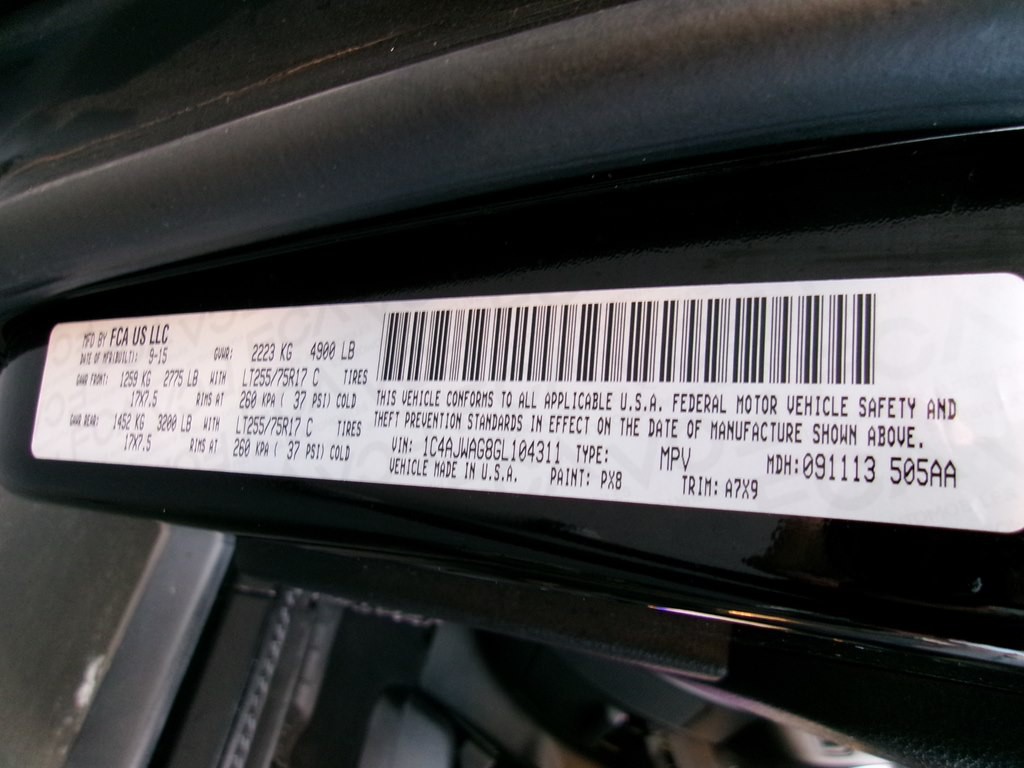 MFD BY FCA US LLC
DATE OF MFR(BUILT): 9-15 GVWR: 2223 KG 4900 LB
GAWR FRONT: 1259 KG 2775 LB WITH LT255/75R17 C TIRES
17X7.5 RIMS AT 260 KPA ( 37 PSI) COLD
GAWR REAR: 1452 KG 3200 LB WITH LT255/75R17 C TIRES
17X7.5 RIMS AT 260 KPA ( 37 PSI) COLD
THIS VEHICLE CONFORMS TO ALL APPLICABLE U.S.A. FEDERAL MOTOR VEHICLE SAFETY AND
THEFT PREVENTION STANDARDS IN EFFECT ON THE DATE OF MANUFACTURE SHOWN ABOVE.
VIN: 1C4AJWAG8GL104311 TYPE: MPV MDH: 091113 505AA
VEHICLE MADE IN U.S.A. PAINT: PX8 TRIM: A7X9